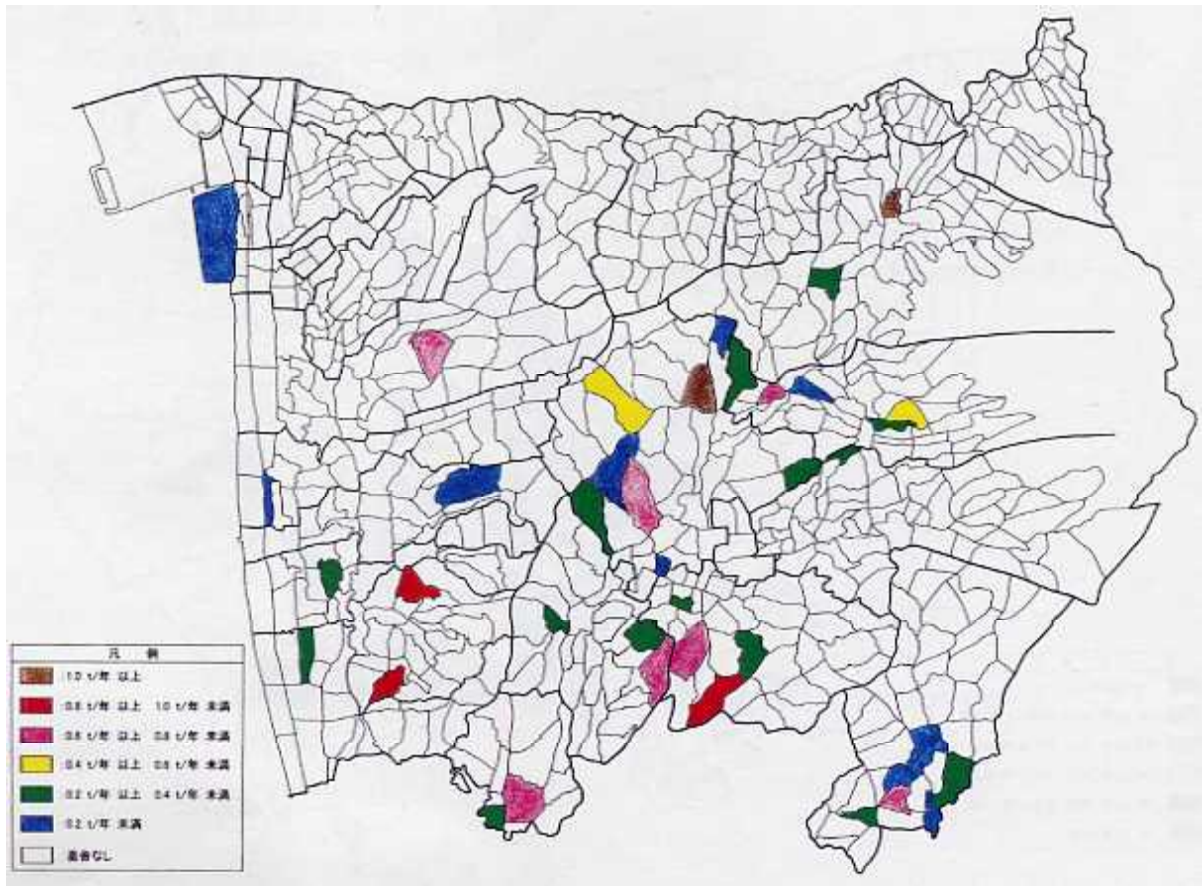 凡 例
1.0 t/年 以上
0.8 t/年 以上 1.0 t/年 未満
0.6 t/年 以上 0.8 t/年 未満
0.4 t/年 以上 0.6 t/年 未満
0.2 t/年 以上 0.4 t/年 未満
0.2 t/年 未満
なし